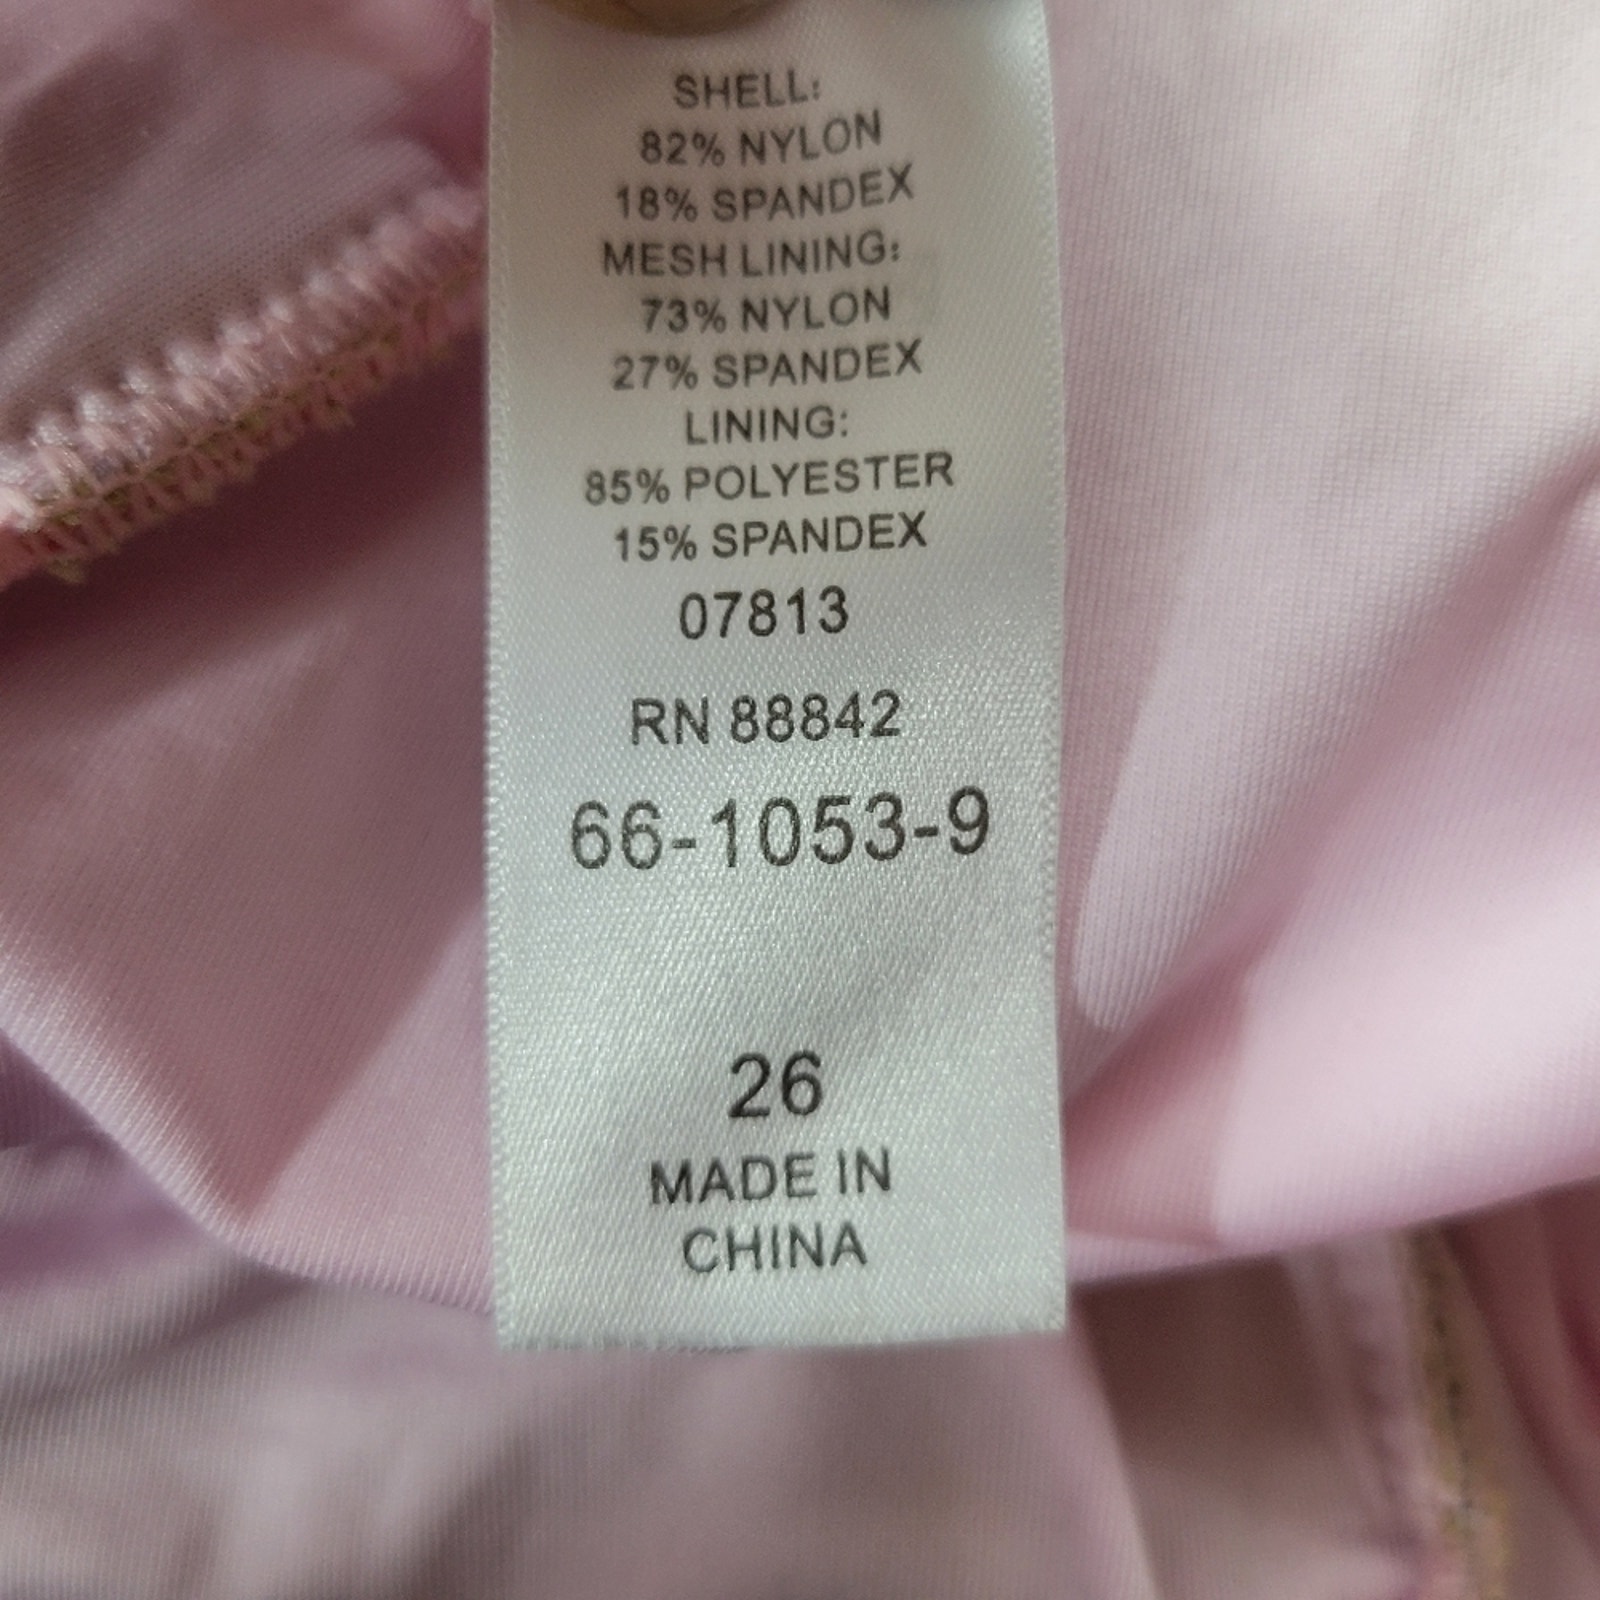 SHELL:
82% NYLON
18% SPANDEX
MESH LINING:
73% NYLON
27% SPANDEX
LINING:
85% POLYESTER
15% SPANDEX
07813
RN 88842
66-1053-9
26
MADE IN
CHINA